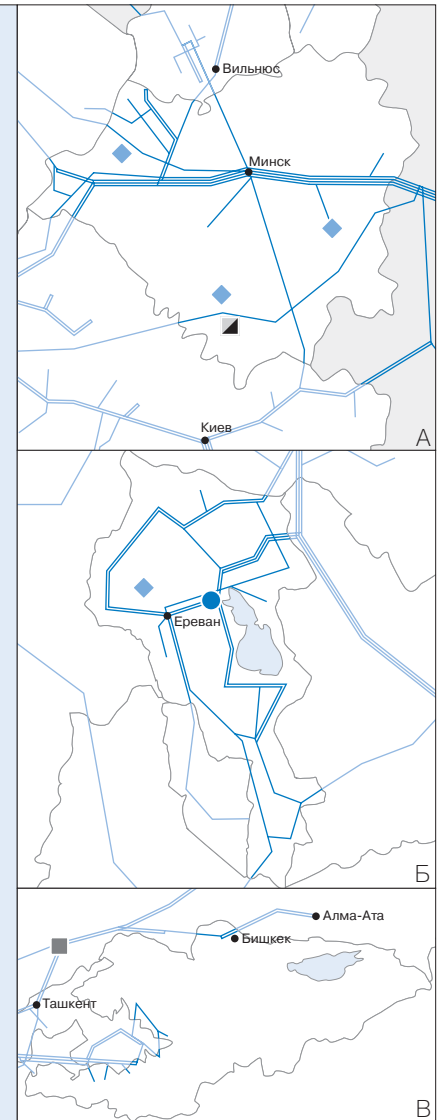 Вильнюс
Минск
Киев
А
Ереван
Б
Алма-Ата
Бишкек
Ташкент
В